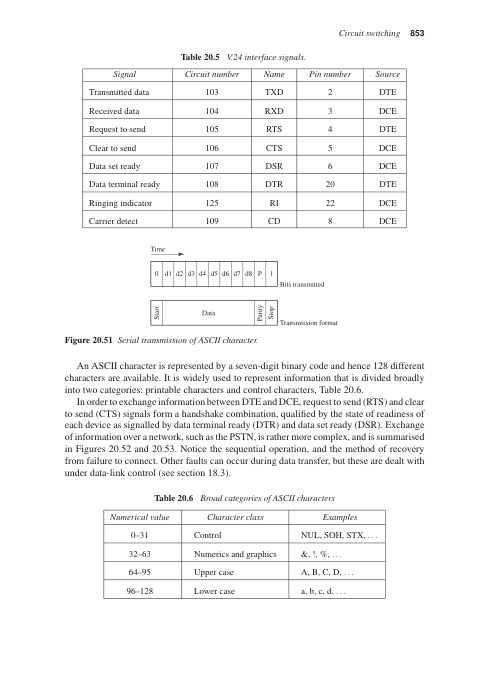 Circuit switching 853
Table 20.5 V.24 interface signals.
Signal Circuit number Name Pin number Source
Transmitted data 103 TXD 2 DTE
Received data 104 RXD 3 DCE
Request to send 105 RTS 4 DTE
Clear to send 106 CTS 5 DCE
Data set ready 107 DSR 6 DCE
Data terminal ready 108 DTR 20 DTE
Ringing indicator 125 RI 22 DCE
Carrier detect 109 CD 8 DCE
Time
0 d1 d2 d3 d4 d5 d6 d7 d8 P 1
Bits transmitted
Start Data Parity Stop
Transmission format
Figure 20.51 Serial transmission of ASCII character.
An ASCII character is represented by a seven-digit binary code and hence 128 different
characters are available. It is widely used to represent information that is divided broadly
into two categories: printable characters and control characters, Table 20.6.
In order to exchange information between DTE and DCE, request to send (RTS) and clear
to send (CTS) signals form a handshake combination, qualified by the state of readiness of
each device as signalled by data terminal ready (DTR) and data set ready (DSR). Exchange
of information over a network, such as the PSTN, is rather more complex, and is summarised
in Figures 20.52 and 20.53. Notice the sequential operation, and the method of recovery
from failure to connect. Other faults can occur during data transfer, but these are dealt with
under data-link control (see section 18.3).
Table 20.6 Broad categories of ASCII characters
Numerical value Character class Examples
0–31 Control NUL, SOH, STX, . . .
32–63 Numerics and graphics &, !, %, . . .
64–95 Upper case A, B, C, D, . . .
96–128 Lower case a, b, c, d, . . .